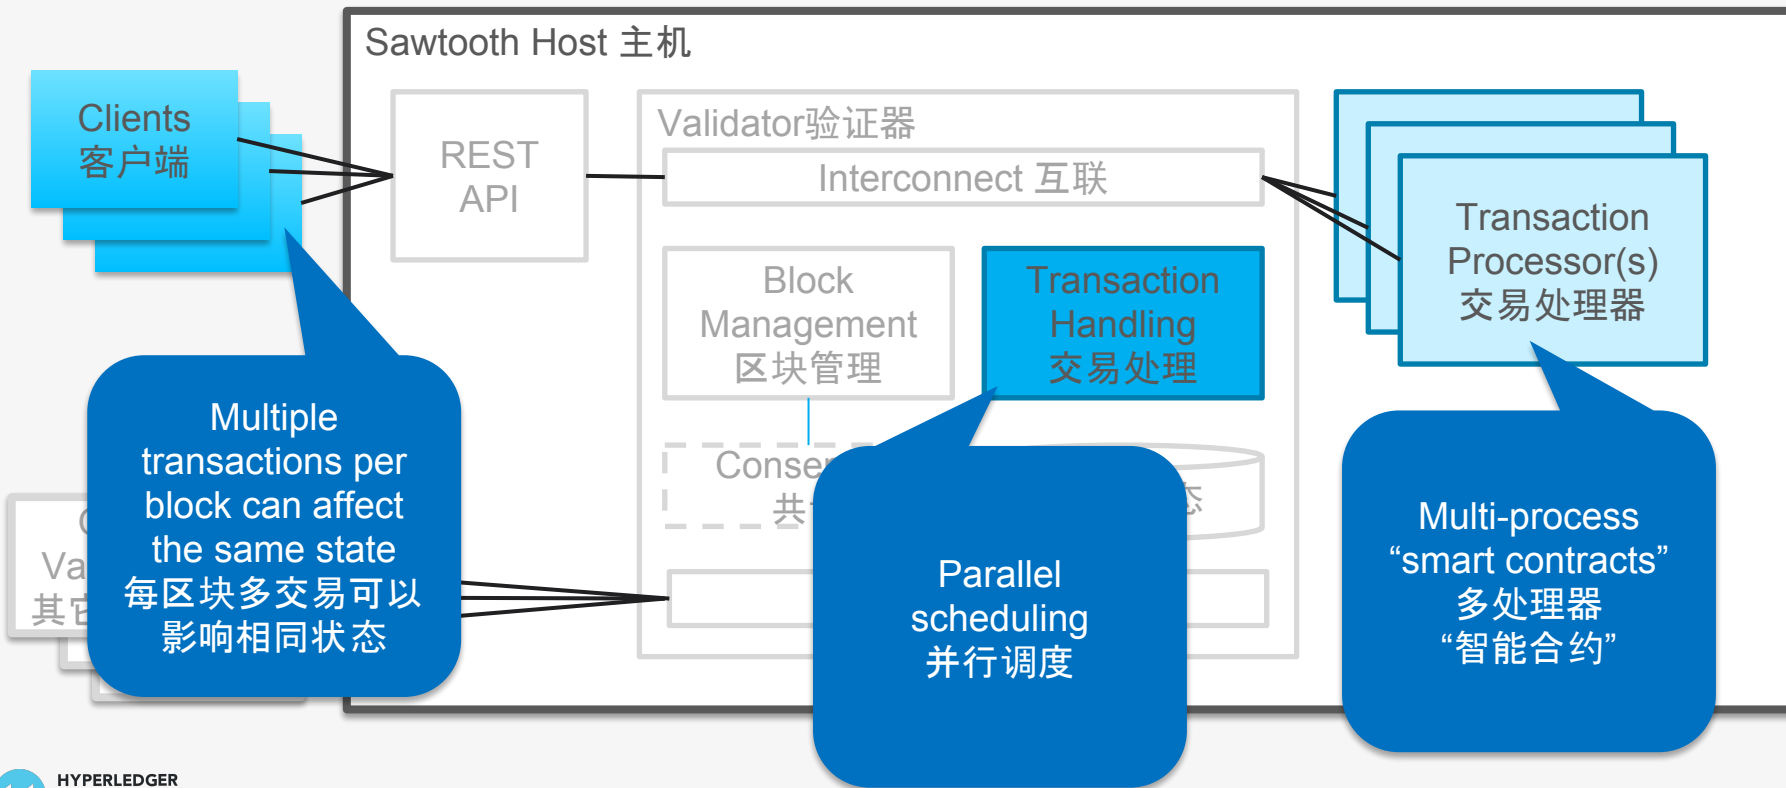 Sawtooth Host 主机
Clients
客户端
REST
API
Validator验证器
Interconnect 互联
Block
Management
区块管理
Transaction
Handling
交易处理
Transaction
Processor(s)
交易处理器
Multiple
transactions per
block can affect
the same state
每区块多交易可以
影响相同状态
Parallel
scheduling
并行调度
Multi-process
“smart contracts”
多处理器
“智能合约”
HYPERLEDGER